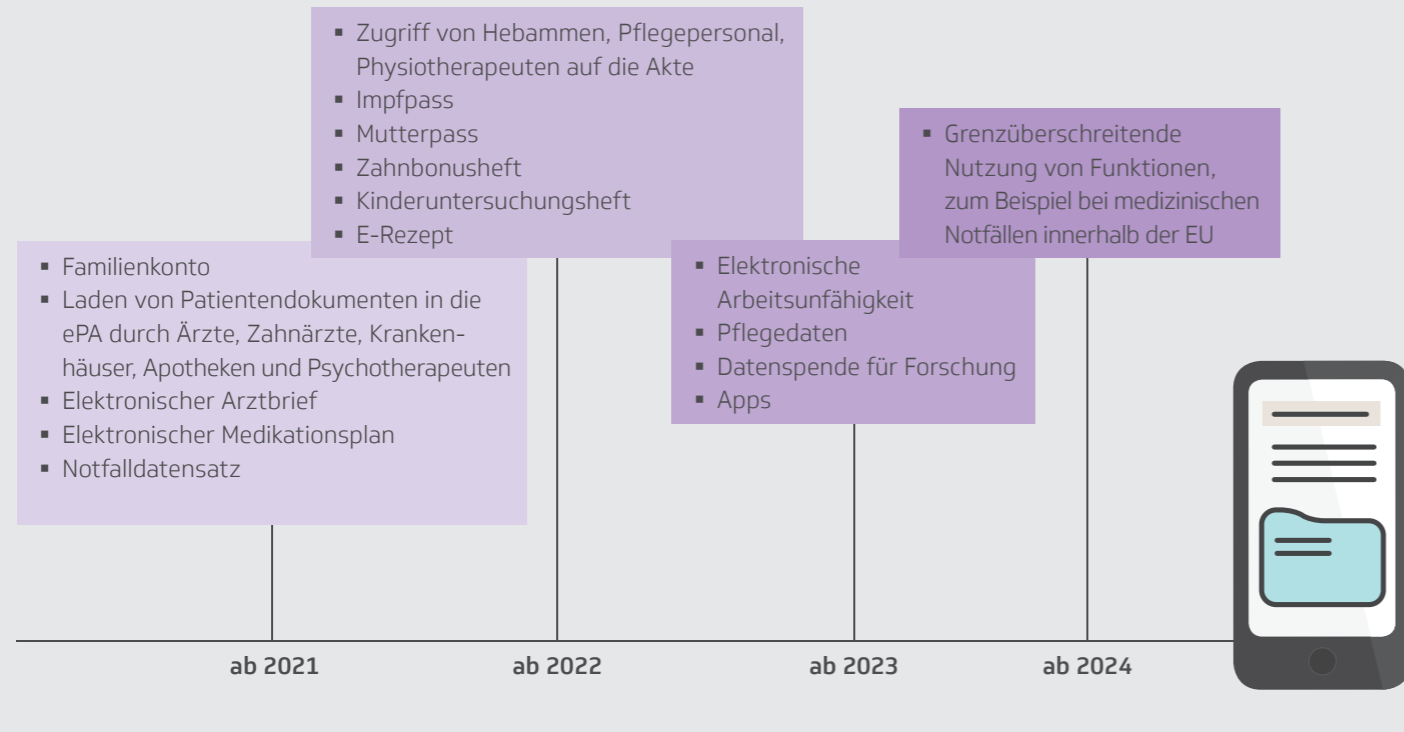 ▪ Zugriff von Hebammen, Pflegepersonal,
Physiotherapeuten auf die Akte
▪ Impfpass
▪ Mutterpass
▪ Zahnbonusheft
▪ Kinderuntersuchungsheft
▪ E-Rezept
▪ Grenzüberschreitende
Nutzung von Funktionen,
zum Beispiel bei medizinischen
Notfällen innerhalb der EU
▪ Familienkonto
▪ Laden von Patientendokumenten in die
ePA durch Ärzte, Zahnärzte, Kranken-
häuser, Apotheken und Psychotherapeuten
▪ Elektronischer Arztbrief
▪ Elektronischer Medikationsplan
▪ Notfalldatensatz
▪ Elektronische
Arbeitsunfähigkeit
▪ Pflegedaten
▪ Datenspende für Forschung
▪ Apps
ab 2021
ab 2022
ab 2023
ab 2024